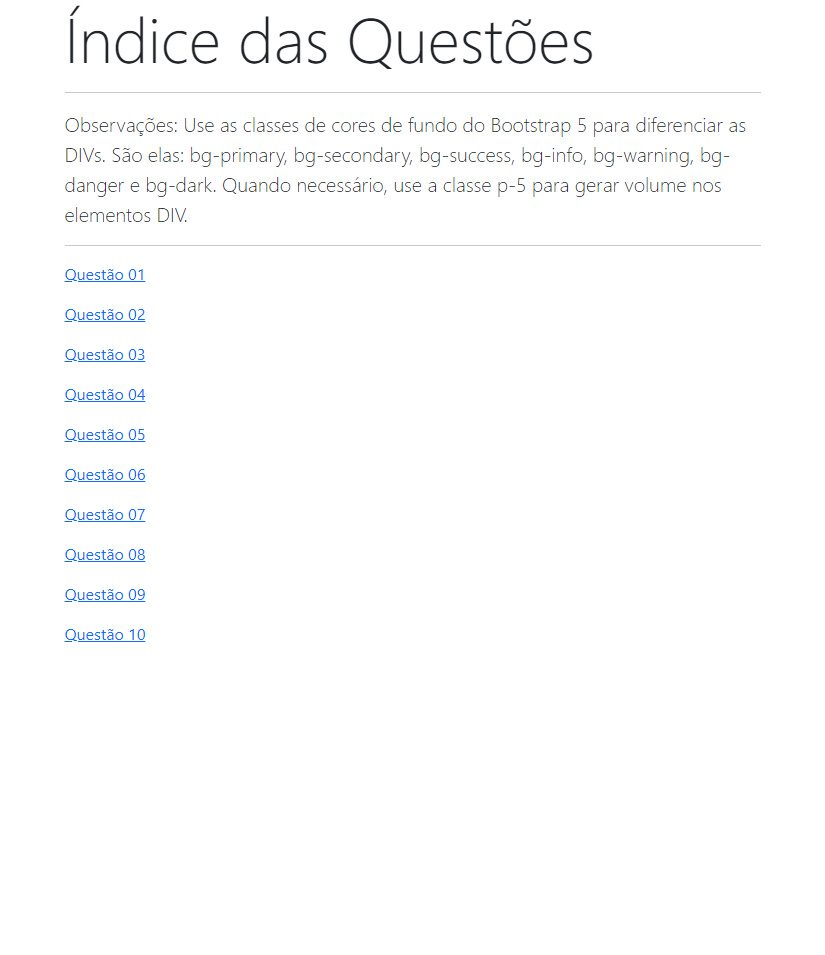 Índice das Questões
Observações: Use as classes de cores de fundo do Bootstrap 5 para diferenciar as
DIVs. São elas: bg-primary, bg-secondary, bg-success, bg-info, bg-warning, bg-
danger e bg-dark. Quando necessário, use a classe p-5 para gerar volume nos
elementos DIV.
Questão 01
Questão 02
Questão 03
Questão 04
Questão 05
Questão 06
Questão 07
Questão 08
Questão 09
Questão 10